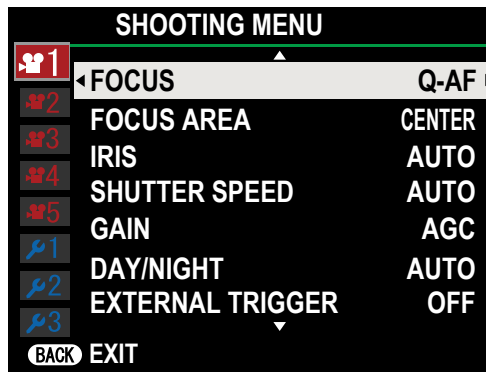 SHOOTING MENU
1
2
3
4
5
1
2
3
FOCUS Q-AF
FOCUS AREA CENTER
IRIS AUTO
SHUTTER SPEED AUTO
GAIN AGC
DAY/NIGHT AUTO
EXTERNAL TRIGGER OFF
BACK EXIT